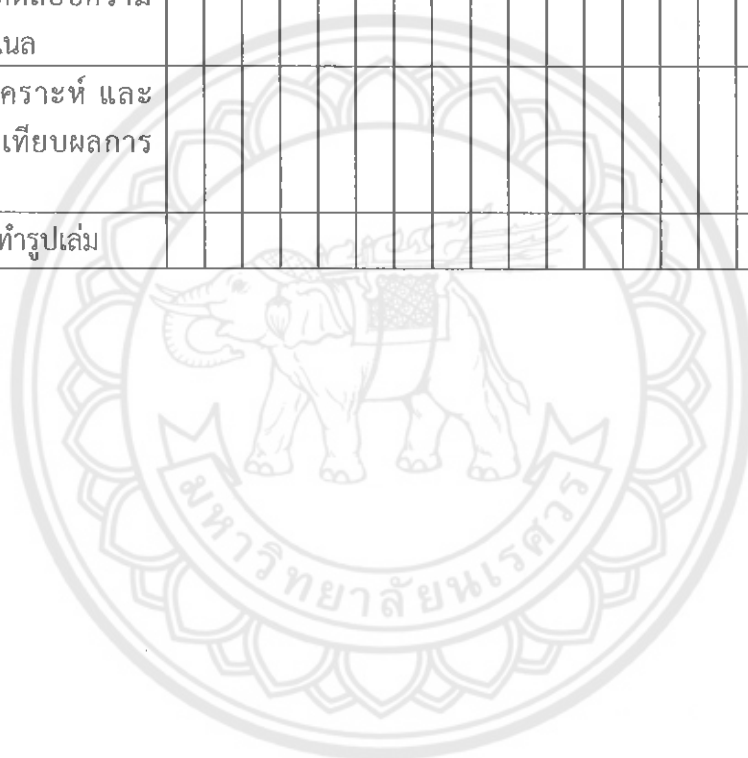 เนล
คราะห์ และ
เทียบผลการ
ทำรูปเล่ม
มหาวิทยาลัยนเรศวร